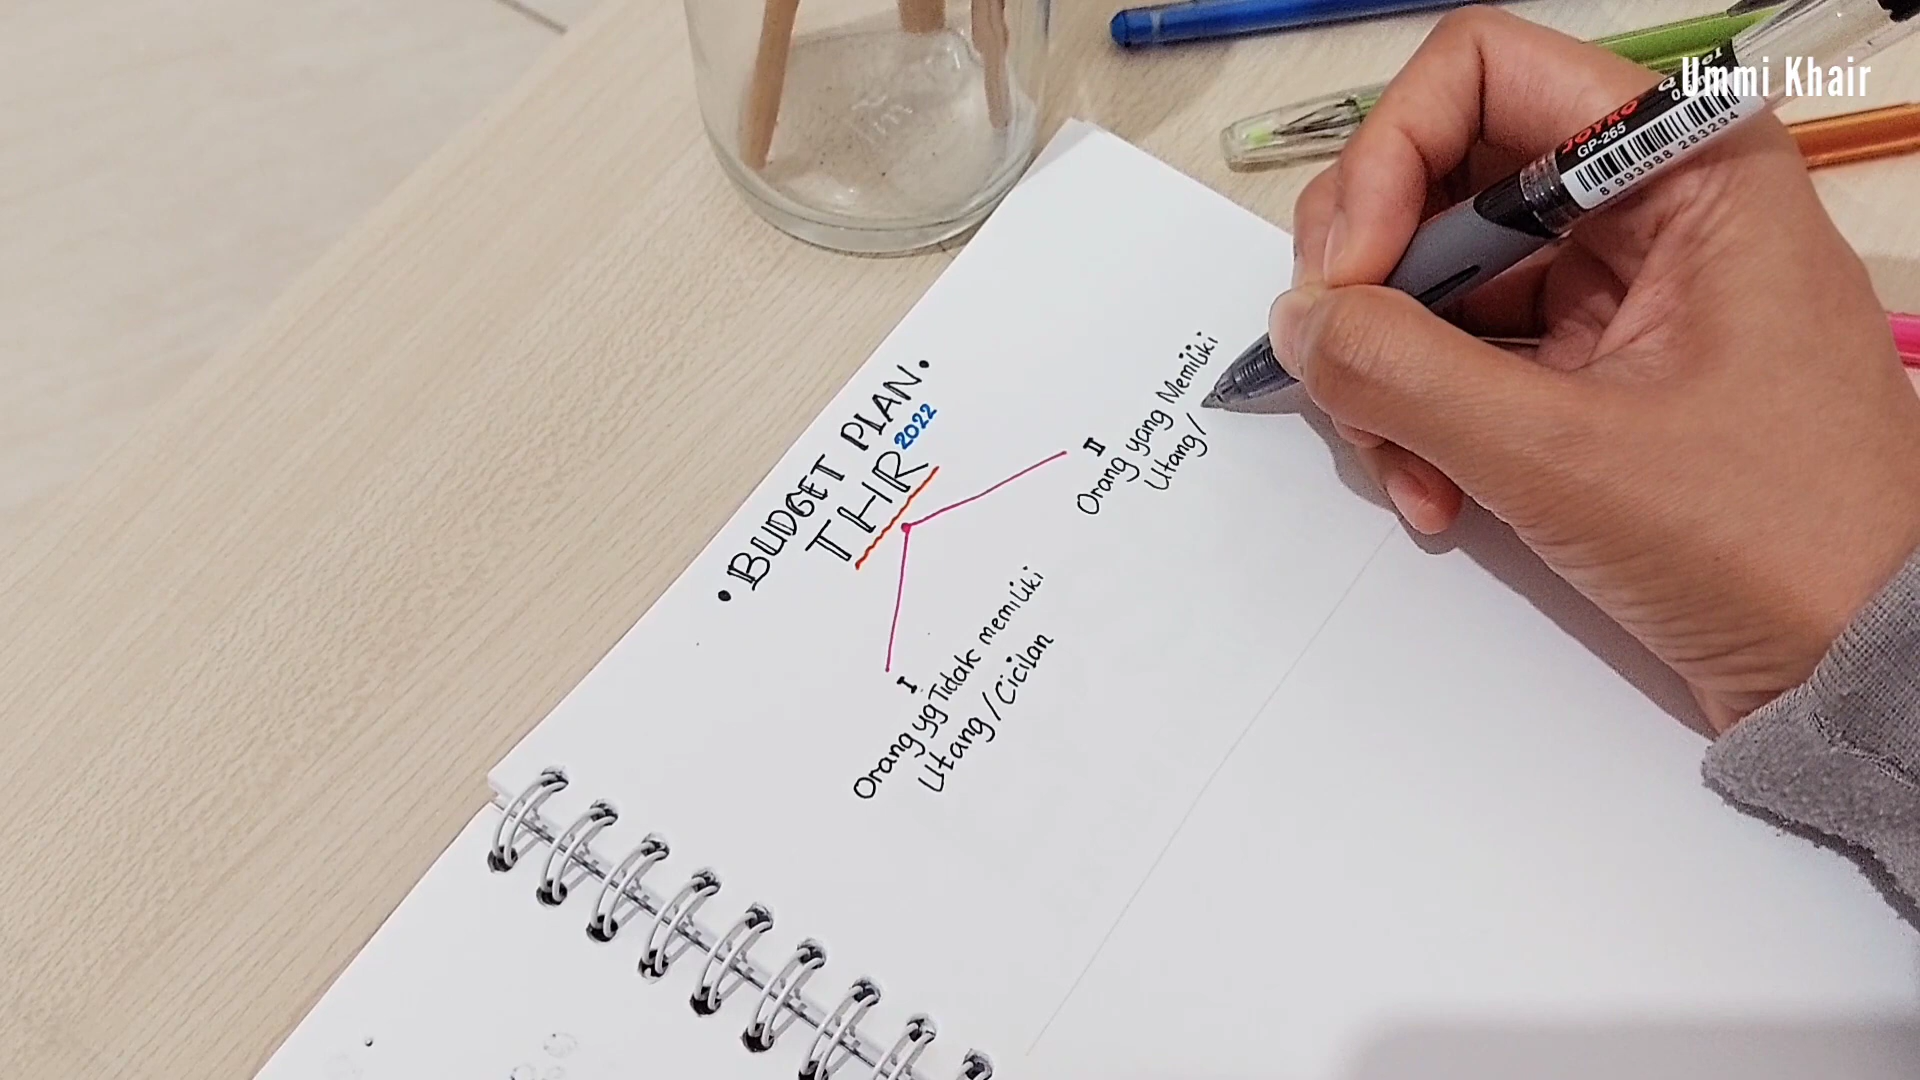 • BUDGET PLAN •
THR 2022
I
Orang yg Tidak memiliki
Utang / Cicilan
II
Orang yang Memiliki
Utang /
Ummi Khair
JOYKO
GP-265
8 993988 283294